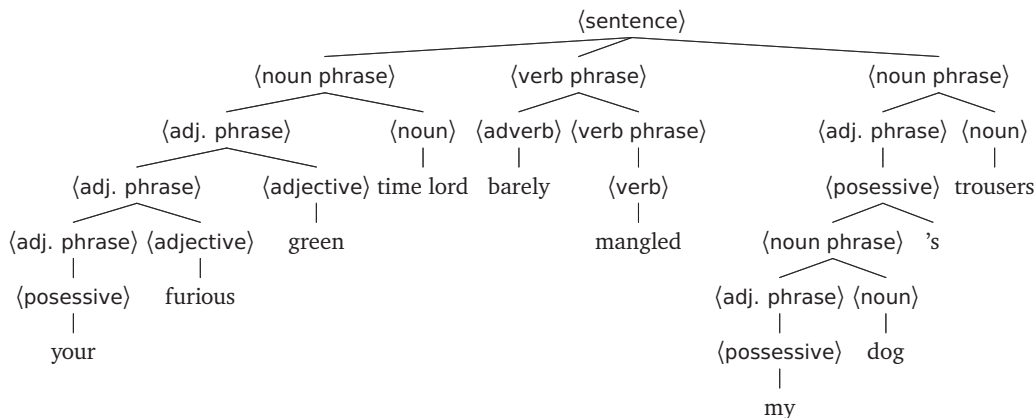 ⟨sentence⟩
⟨noun phrase⟩ ⟨verb phrase⟩ ⟨noun phrase⟩
⟨adj. phrase⟩ ⟨noun⟩ ⟨adverb⟩ ⟨verb phrase⟩ ⟨adj. phrase⟩ ⟨noun⟩
⟨adj. phrase⟩ ⟨adjective⟩ time lord barely ⟨verb⟩ ⟨posessive⟩ trousers
⟨adj. phrase⟩ ⟨adjective⟩ green mangled ⟨noun phrase⟩ ’s
⟨posessive⟩ furious ⟨adj. phrase⟩ ⟨noun⟩
your ⟨possessive⟩ dog
my